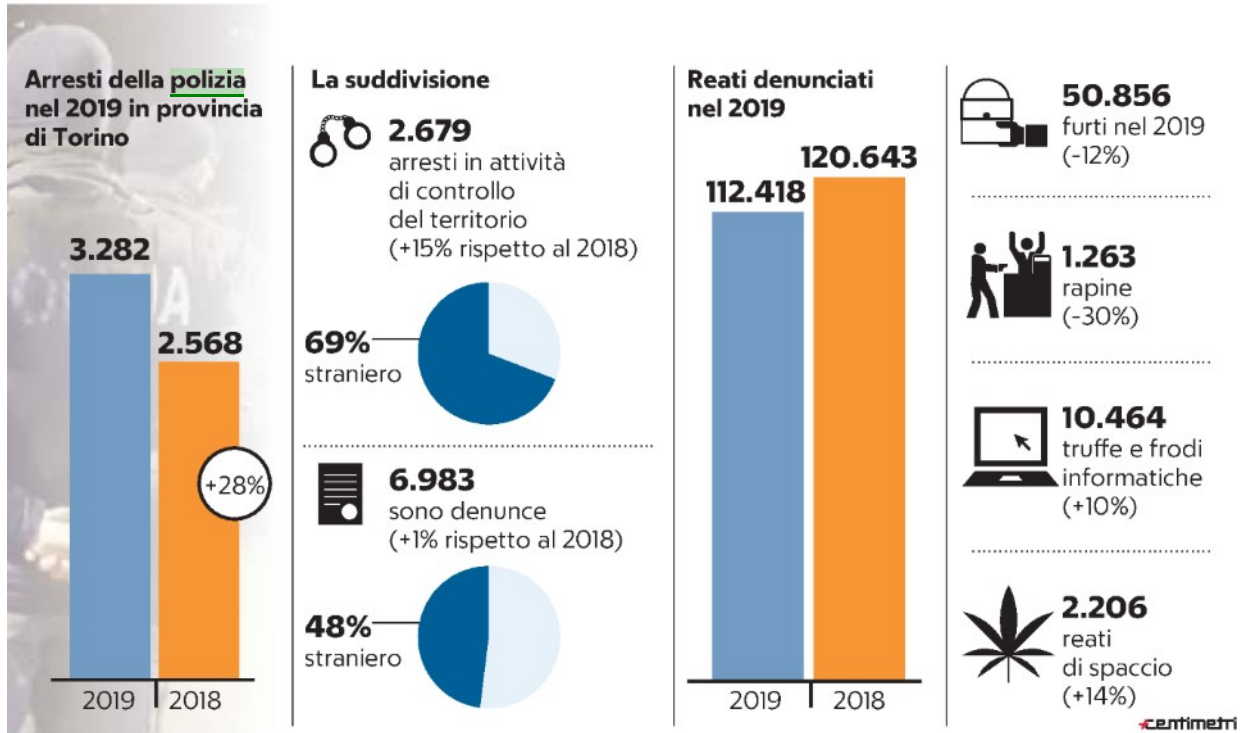 Arresti della polizia
nel 2019 in provincia
di Torino
3.282
2.568
+28%
2019
2018
La suddivisione
2.679
arresti in attività
di controllo
del territorio
(+15% rispetto al 2018)
69%
straniero
6.983
sono denunce
(+1% rispetto al 2018)
48%
straniero
Reati denunciati
nel 2019
120.643
112.418
2019
2018
50.856
furti nel 2019
(-12%)
1.263
rapine
(-30%)
10.464
truffe e frodi
informatiche
(+10%)
2.206
reati
di spaccio
(+14%)
centimetri